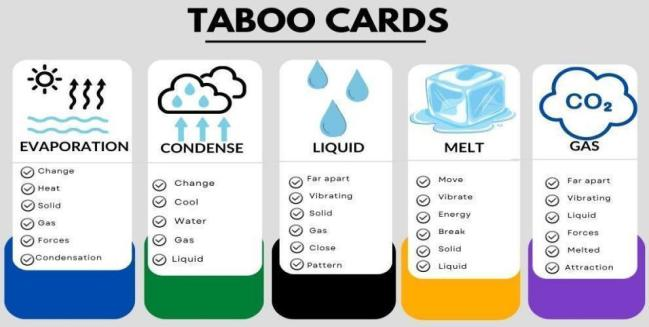 TABOO CARDS
EVAPORATION
Change
Heat
Solid
Gas
Forces
Condensation
CONDENSE
Change
Cool
Water
Gas
Liquid
LIQUID
Far apart
Vibrating
Solid
Gas
Close
Pattern
MELT
Move
Vibrate
Energy
Break
Solid
Liquid
CO₂
GAS
Far apart
Vibrating
Liquid
Forces
Melted
Attraction